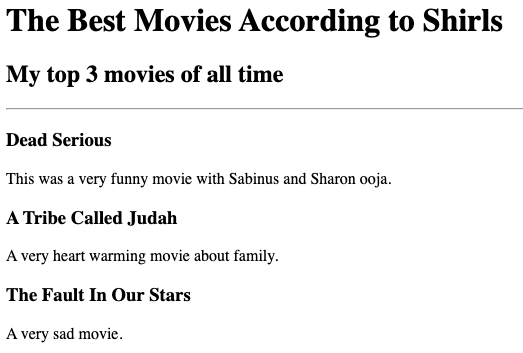 The Best Movies According to Shirls
My top 3 movies of all time
Dead Serious
This was a very funny movie with Sabinus and Sharon ooja.
A Tribe Called Judah
A very heart warming movie about family.
The Fault In Our Stars
A very sad movie.